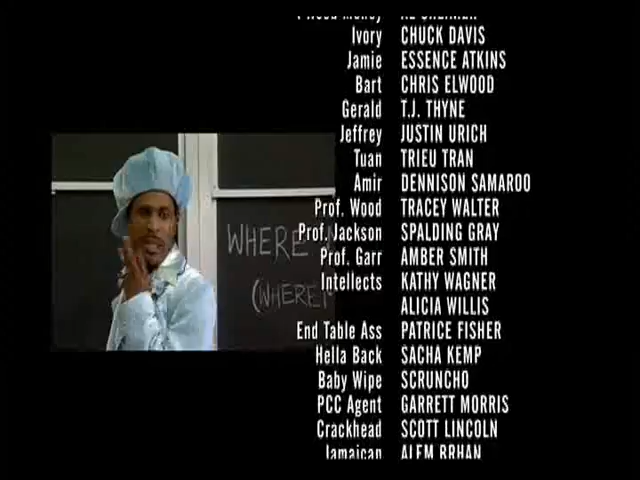 Ivory CHUCK DAVIS
Jamie ESSENCE ATKINS
Bart CHRIS ELWOOD
Gerald T.J. THYNE
Jeffrey JUSTIN URICH
Tuan TRIEU TRAN
Amir DENNISON SAMAROO
Prof. Wood TRACEY WALTER
Prof. Jackson SPALDING GRAY
Prof. Garr AMBER SMITH
Intellects KATHY WAGNER
ALICIA WILLIS
End Table Ass PATRICE FISHER
Hella Back SACHA KEMP
Baby Wipe SCRUNCHO
PCC Agent GARRETT MORRIS
Crackhead SCOTT LINCOLN
Jamaican ALEM BRHAN
WHERE
(WHERE